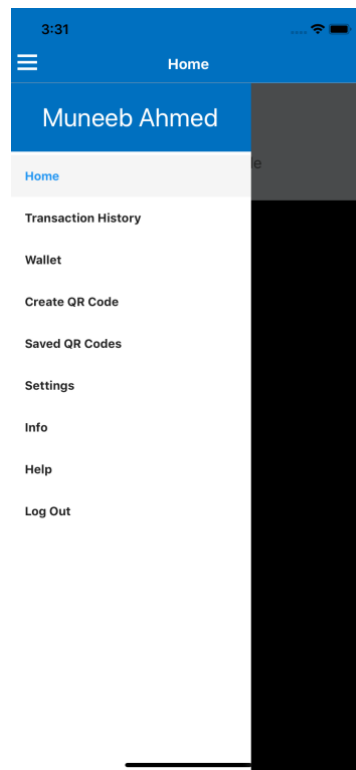 3:31
Home
Muneeb Ahmed
Home
Transaction History
Wallet
Create QR Code
Saved QR Codes
Settings
Info
Help
Log Out